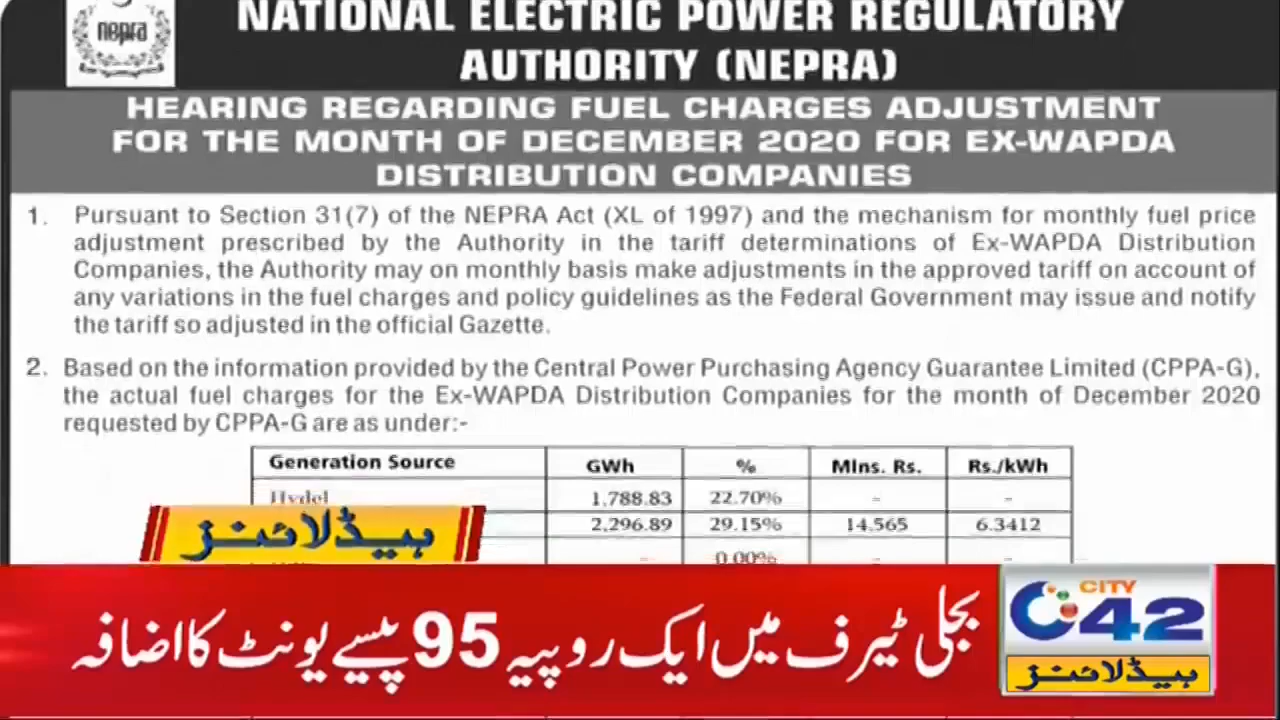 nepra
NATIONAL ELECTRIC POWER REGULATORY
AUTHORITY (NEPRA)
HEARING REGARDING FUEL CHARGES ADJUSTMENT
FOR THE MONTH OF DECEMBER 2020 FOR EX-WAPDA
DISTRIBUTION COMPANIES
1. Pursuant to Section 31(7) of the NEPRA Act (XL of 1997) and the mechanism for monthly fuel price
adjustment prescribed by the Authority in the tariff determinations of Ex-WAPDA Distribution
Companies, the Authority may on monthly basis make adjustments in the approved tariff on account of
any variations in the fuel charges and policy guidelines as the Federal Government may issue and notify
the tariff so adjusted in the official Gazette.
2. Based on the information provided by the Central Power Purchasing Agency Guarantee Limited (CPPA-G),
the actual fuel charges for the Ex-WAPDA Distribution Companies for the month of December 2020
requested by CPPA-G are as under:-
Generation Source GWh % Mlns. Rs. Rs./kWh
Hydel 1,788.83 22.70% - -
2,296.89 29.15% 14,565 6.3412
- 0.00%
ہیڈلائنز
بجلی ٹیرف میں ایک روپیہ 95 پیسے یونٹ کا اضافہ
CITY
42
ہیڈلائنز